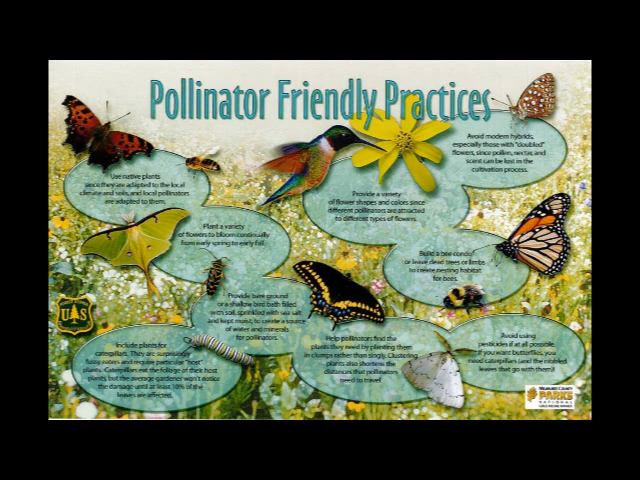 Pollinator Friendly Practices
Avoid modern hybrids,
especially those with "doubled"
flowers, since pollen, nectar, and
scent can be lost in the
cultivation process.
Use native plants
since they are adapted to the local
climate and soils, and local pollinators
are adapted to them.
Provide a variety
of flower shapes and colors since
different pollinators are attracted
to different types of flowers.
Plant a variety
of flowers to bloom continually
from early spring to early fall.
Build a bee condo
or leave dead trees or limbs
to create nesting habitat
for bees.
Provide bare ground
or a shallow bird bath filled
with soil, sprinkled with sea salt
and kept moist, to create a source
of water and minerals
for pollinators.
Include plants for
caterpillars. They are surprisingly
fussy eaters and require particular "host"
plants. Caterpillars eat the foliage of their host
plants, but the average gardener won't notice
the damage until at least 10% of the
leaves are affected.
Help pollinators find the
plants they need by planting them
in clumps rather than singly. Clustering
plants also shortens the
distances that pollinators
need to travel.
Avoid using
pesticides if at all possible.
If you want butterflies, you
need caterpillars (and the nibbled
leaves that go with them)!
U S
PARKS